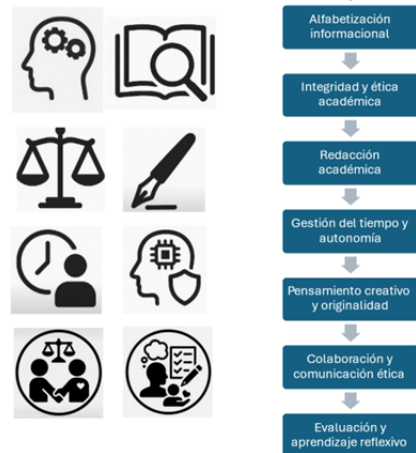 Alfabetización
informacional
Integridad y ética
académica
Redacción
académica
Gestión del tiempo y
autonomía
Pensamiento creativo
y originalidad
Colaboración y
comunicación ética
Evaluación y
aprendizaje reflexivo